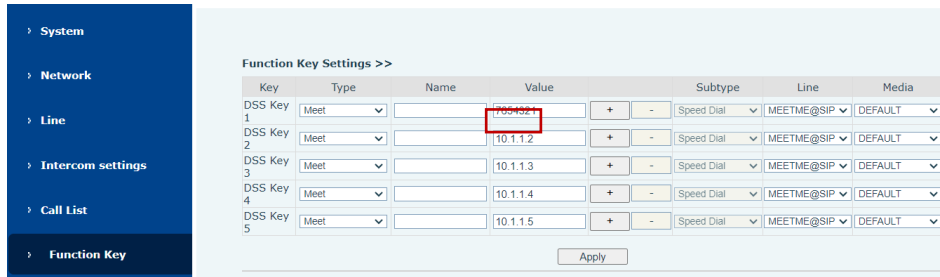 › System
› Network
› Line
› Intercom settings
› Call List
› Function Key
Function Key Settings >>
Key Type Name Value Subtype Line Media
DSS Key 1 Meet 7654321 + - Speed Dial MEETME@SIP DEFAULT
DSS Key 2 Meet 10.1.1.2 + - Speed Dial MEETME@SIP DEFAULT
DSS Key 3 Meet 10.1.1.3 + - Speed Dial MEETME@SIP DEFAULT
DSS Key 4 Meet 10.1.1.4 + - Speed Dial MEETME@SIP DEFAULT
DSS Key 5 Meet 10.1.1.5 + - Speed Dial MEETME@SIP DEFAULT
Apply